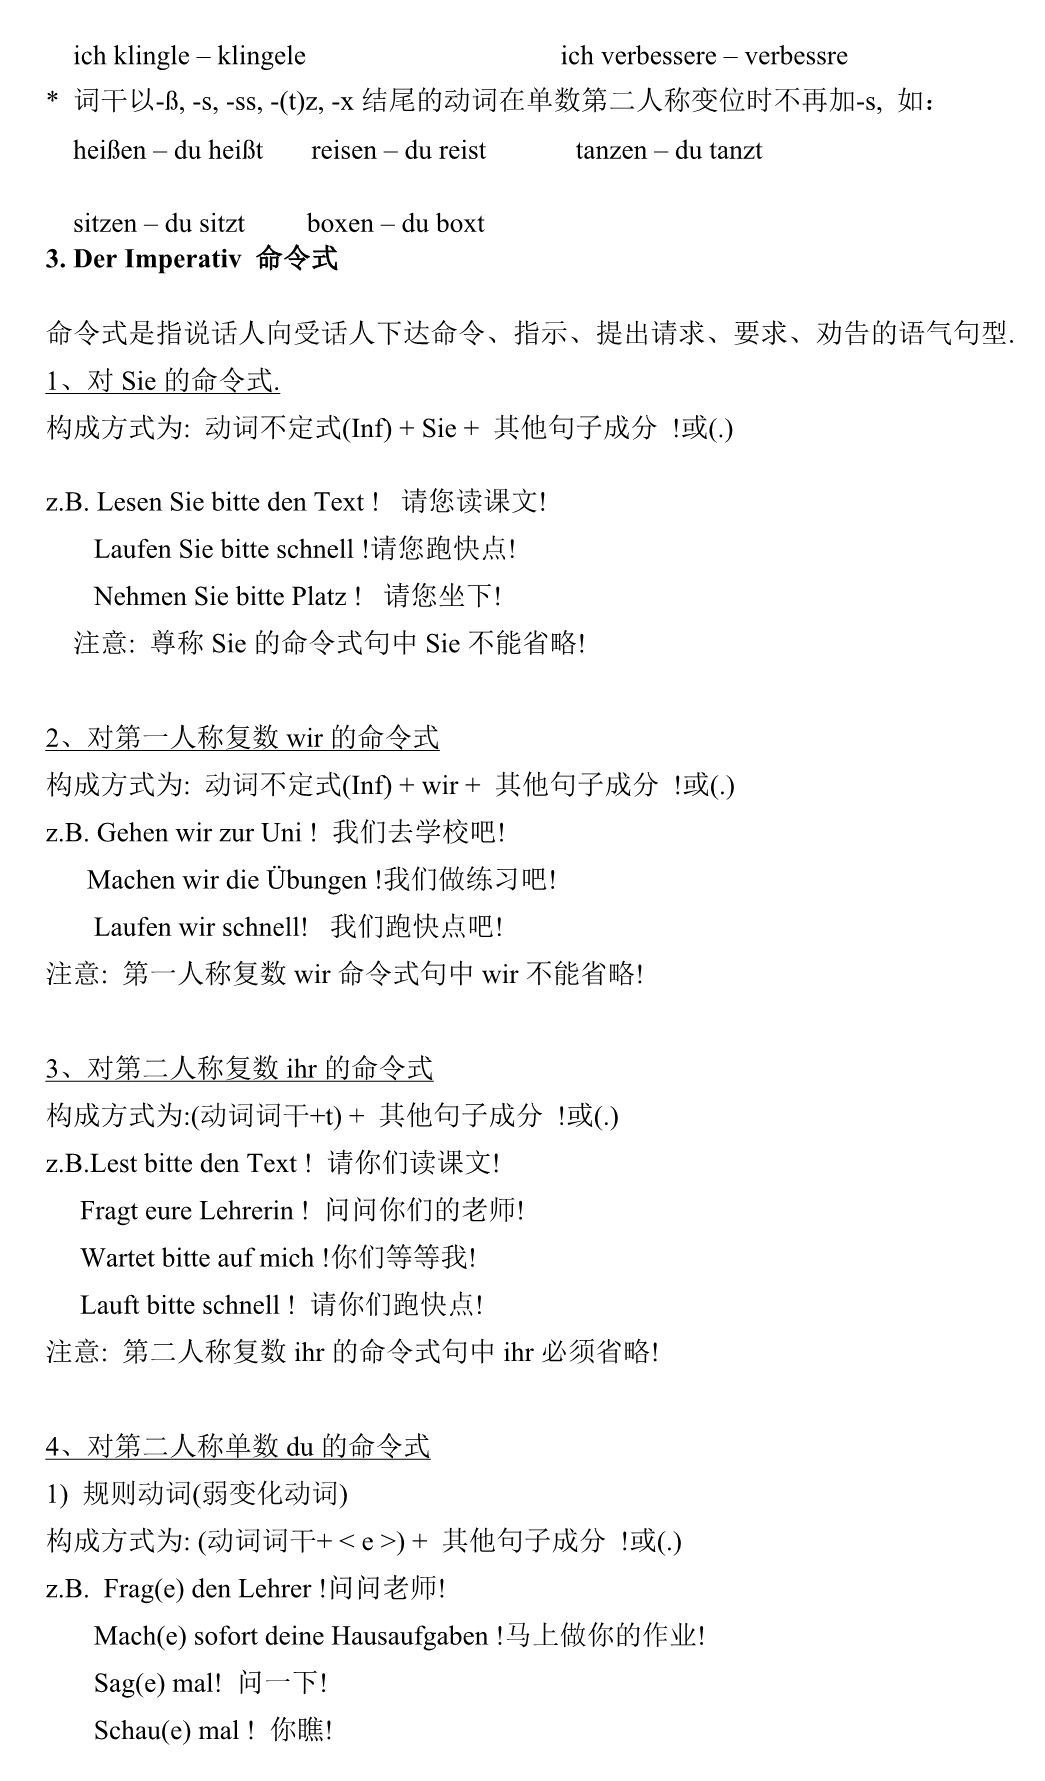 ich klingle – klingele ich verbessere – verbessre
* 词干以-ß, -s, -ss, -(t)z, -x 结尾的动词在单数第二人称变位时不再加-s, 如：
heißen – du heißt reisen – du reist tanzen – du tanzt
sitzen – du sitzt boxen – du boxt
3. Der Imperativ 命令式
命令式是指说话人向受话人下达命令、指示、提出请求、要求、劝告的语气句型.
1、对 Sie 的命令式.
构成方式为: 动词不定式(Inf) + Sie + 其他句子成分 !或(.)
z.B. Lesen Sie bitte den Text ! 请您读课文!
Laufen Sie bitte schnell !请您跑快点!
Nehmen Sie bitte Platz ! 请您坐下!
注意: 尊称 Sie 的命令式句中 Sie 不能省略!
2、对第一人称复数 wir 的命令式
构成方式为: 动词不定式(Inf) + wir + 其他句子成分 !或(.)
z.B. Gehen wir zur Uni ! 我们去学校吧!
Machen wir die Übungen !我们做练习吧!
Laufen wir schnell! 我们跑快点吧!
注意: 第一人称复数 wir 命令式句中 wir 不能省略!
3、对第二人称复数 ihr 的命令式
构成方式为:(动词词干+t) + 其他句子成分 !或(.)
z.B.Lest bitte den Text ! 请你们读课文!
Fragt eure Lehrerin ! 问问你们的老师!
Wartet bitte auf mich !你们等等我!
Lauft bitte schnell ! 请你们跑快点!
注意: 第二人称复数 ihr 的命令式句中 ihr 必须省略!
4、对第二人称单数 du 的命令式
1) 规则动词(弱变化动词)
构成方式为: (动词词干+ < e >) + 其他句子成分 !或(.)
z.B. Frag(e) den Lehrer !问问老师!
Mach(e) sofort deine Hausaufgaben !马上做你的作业!
Sag(e) mal! 问一下!
Schau(e) mal ! 你瞧!